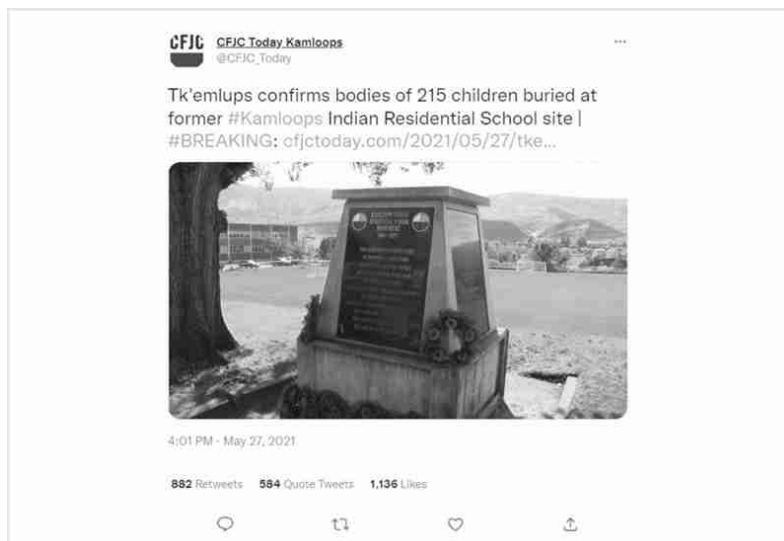 CFJC
CFJC Today Kamloops
@CFJC_Today
Tk'emlups confirms bodies of 215 children buried at
former #Kamloops Indian Residential School site |
#BREAKING: cfjctoday.com/2021/05/27/tke...
4:01 PM - May 27, 2021
882 Retweets 584 Quote Tweets 1,136 Likes